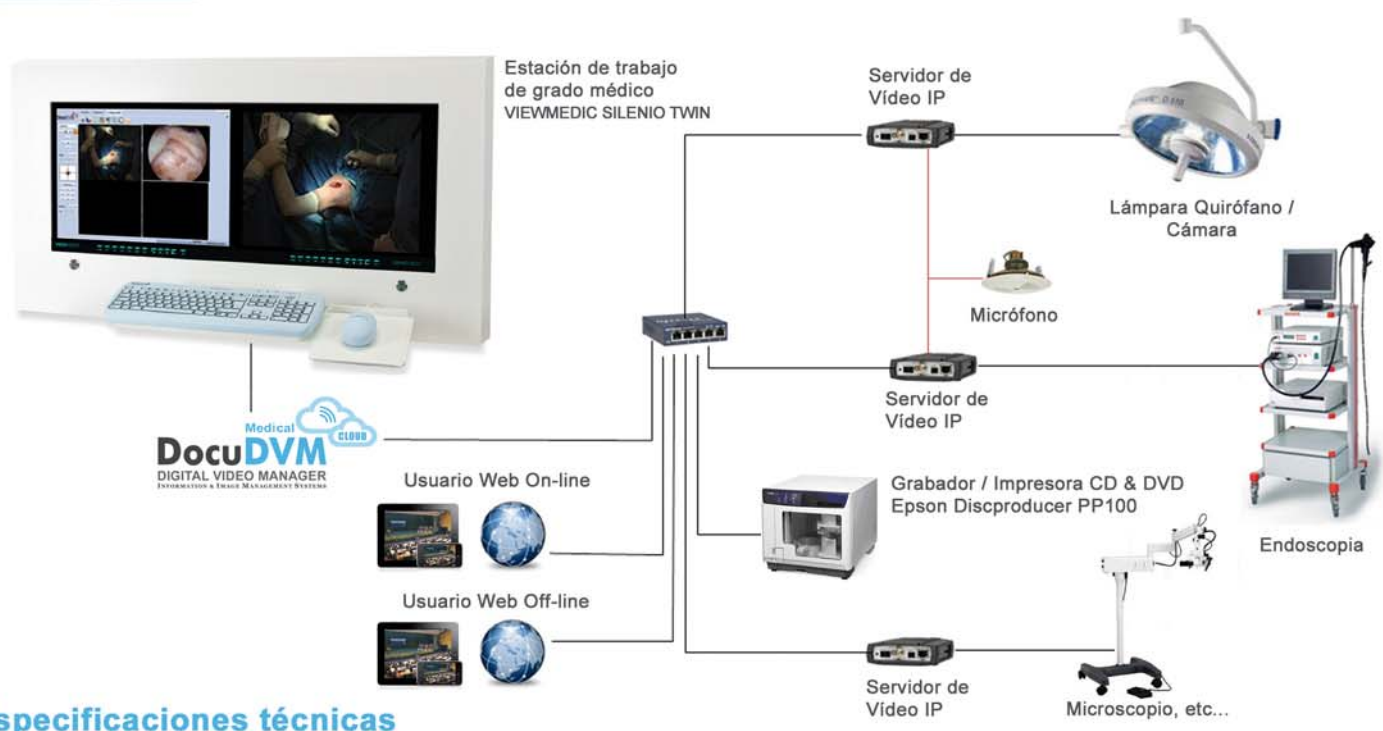 Estación de trabajo
de grado médico
VIEWMEDIC SILENIO TWIN
Servidor de
Vídeo IP
Lámpara Quirófano /
Cámara
Micrófono
Servidor de
Vídeo IP
Medical
CLOUD
DocuDVM
DIGITAL VIDEO MANAGER
INFORMATION & IMAGE MANAGEMENT SYSTEMS
Usuario Web On-line
Grabador / Impresora CD & DVD
Epson Discproducer PP100
Endoscopia
Usuario Web Off-line
Servidor de
Vídeo IP
Microscopio, etc...
specificaciones técnicas